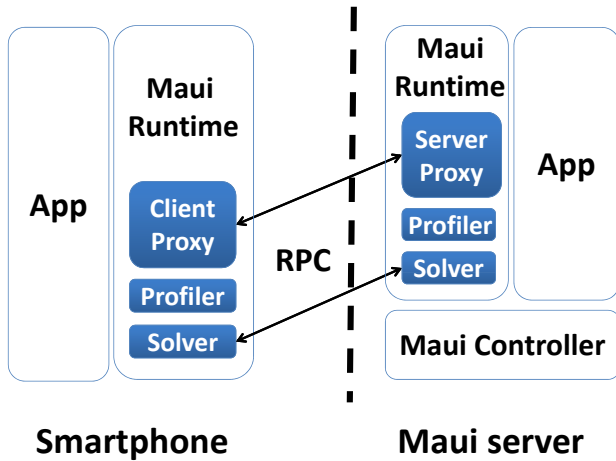 App
Maui
Runtime
Client
Proxy
Profiler
Solver
Smartphone
RPC
Maui
Runtime
Server
Proxy
Profiler
Solver
App
Maui Controller
Maui server